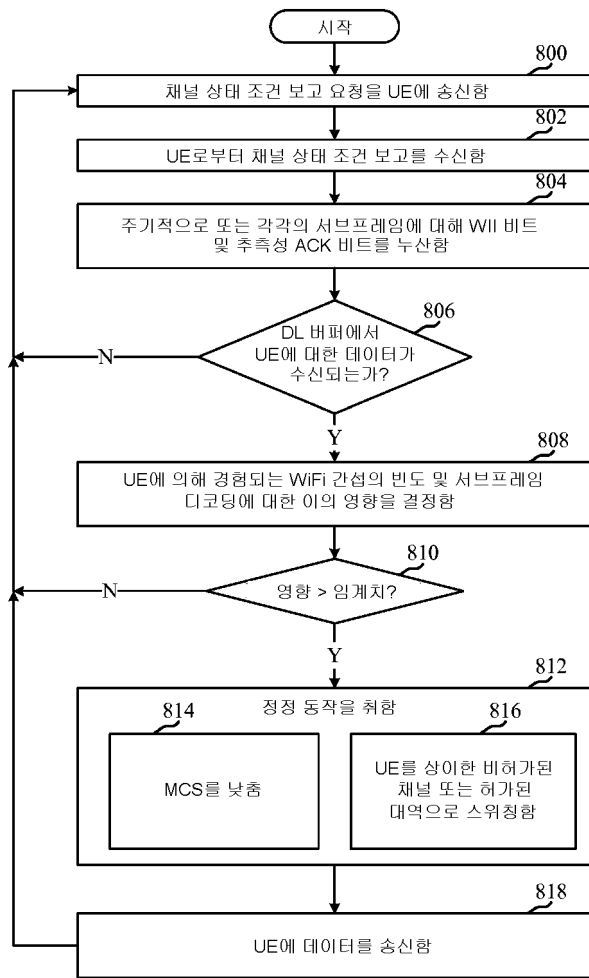 시작
800
채널 상태 조건 보고 요청을 UE에 송신함
802
UE로부터 채널 상태 조건 보고를 수신함
804
주기적으로 또는 각각의 서브프레임에 대해 WII 비트
및 추측성 ACK 비트를 누산함
806
DL 버퍼에서
UE에 대한 데이터가
수신되는가?
N
Y
808
UE에 의해 경험되는 WiFi 간섭의 빈도 및 서브프레임
디코딩에 대한 이의 영향을 결정함
810
영향 > 임계치?
N
Y
812
정정 동작을 취함
814
MCS를 낮춤
816
UE를 상이한 비허가된
채널 또는 허가된
대역으로 스위칭함
818
UE에 데이터를 송신함